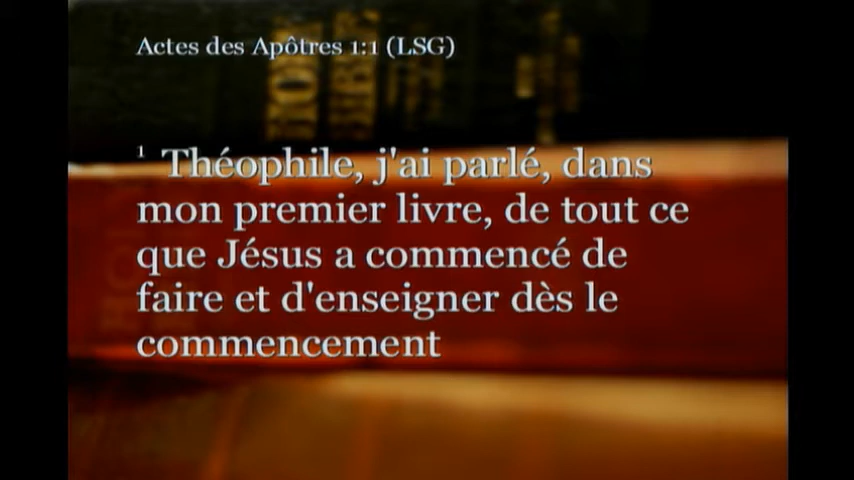 Actes des Apôtres 1:1 (LSG)
1 Théophile, j'ai parlé, dans
mon premier livre, de tout ce
que Jésus a commencé de
faire et d'enseigner dès le
commencement